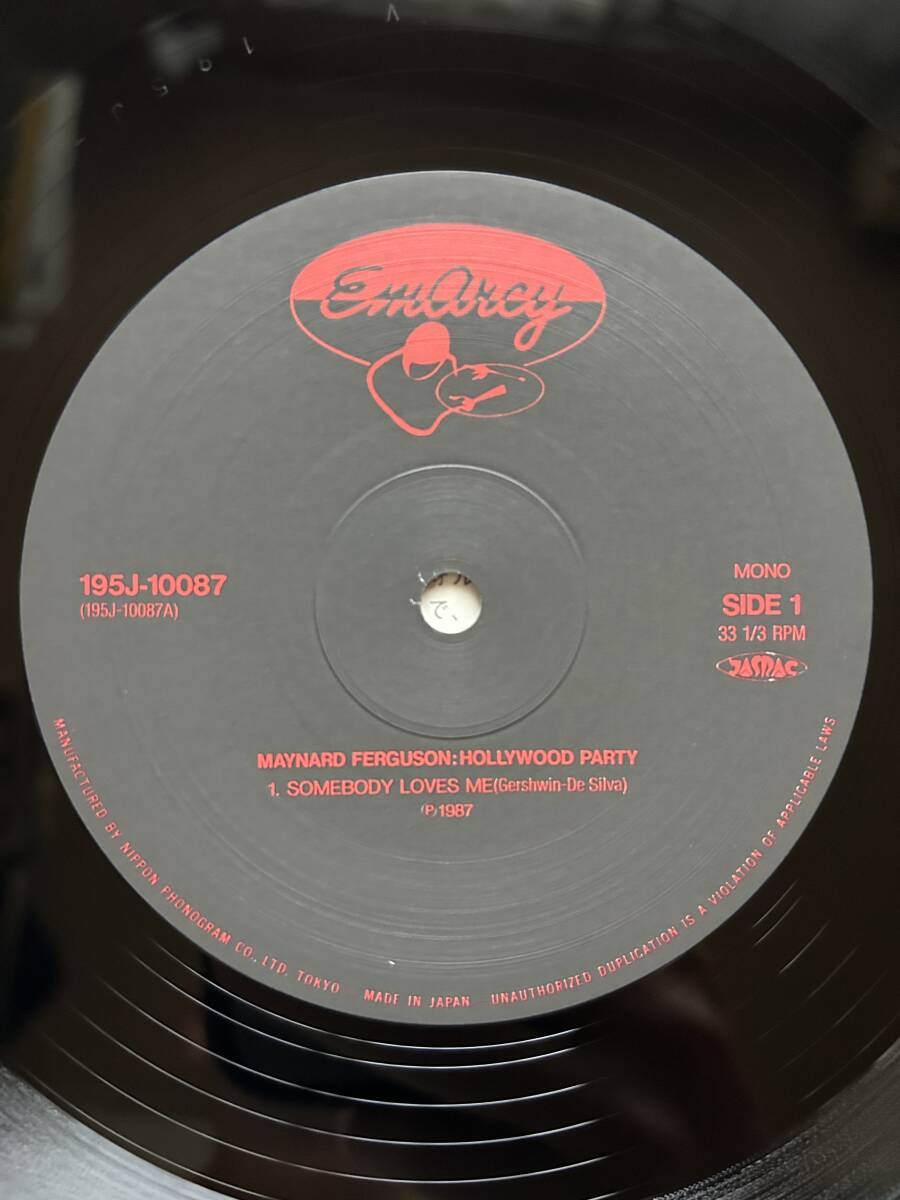 EmArcy
195J-10087
(195J-10087A)
MONO
SIDE 1
33 1/3 RPM
JASRAC
MAYNARD FERGUSON:HOLLYWOOD PARTY
1. SOMEBODY LOVES ME(Gershwin-De Silva)
℗1987
MANUFACTURED BY NIPPON PHONOGRAM CO., LTD. TOKYO MADE IN JAPAN UNAUTHORIZED DUPLICATION IS A VIOLATION OF APPLICABLE LAWS